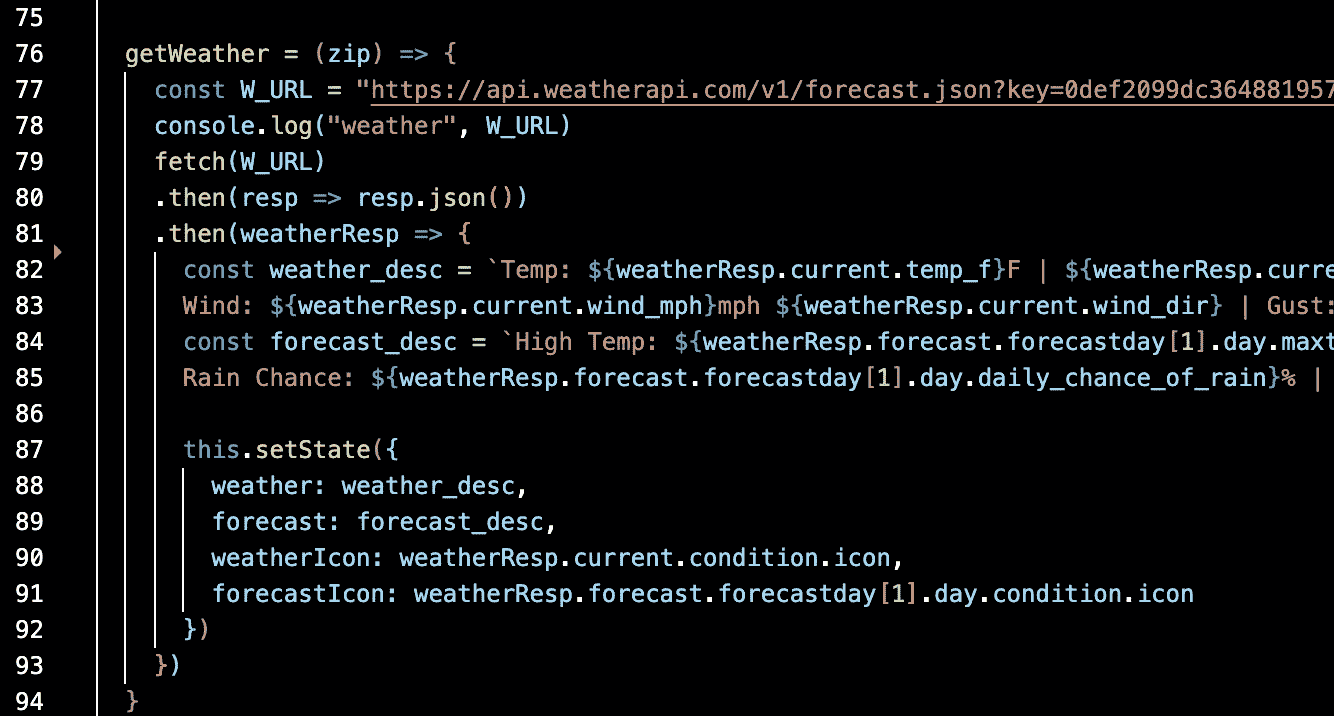 75
76 getWeather = (zip) => {
77 const W_URL = "https://api.weatherapi.com/v1/forecast.json?key=0def2099dc364881957
78 console.log("weather", W_URL)
79 fetch(W_URL)
80 .then(resp => resp.json())
81 .then(weatherResp => {
82 const weather_desc = `Temp: ${weatherResp.current.temp_f}F | ${weatherResp.curre
83 Wind: ${weatherResp.current.wind_mph}mph ${weatherResp.current.wind_dir} | Gust:
84 const forecast_desc = `High Temp: ${weatherResp.forecast.forecastday[1].day.maxt
85 Rain Chance: ${weatherResp.forecast.forecastday[1].day.daily_chance_of_rain}% |
86
87 this.setState({
88 weather: weather_desc,
89 forecast: forecast_desc,
90 weatherIcon: weatherResp.current.condition.icon,
91 forecastIcon: weatherResp.forecast.forecastday[1].day.condition.icon
92 })
93 })
94 }